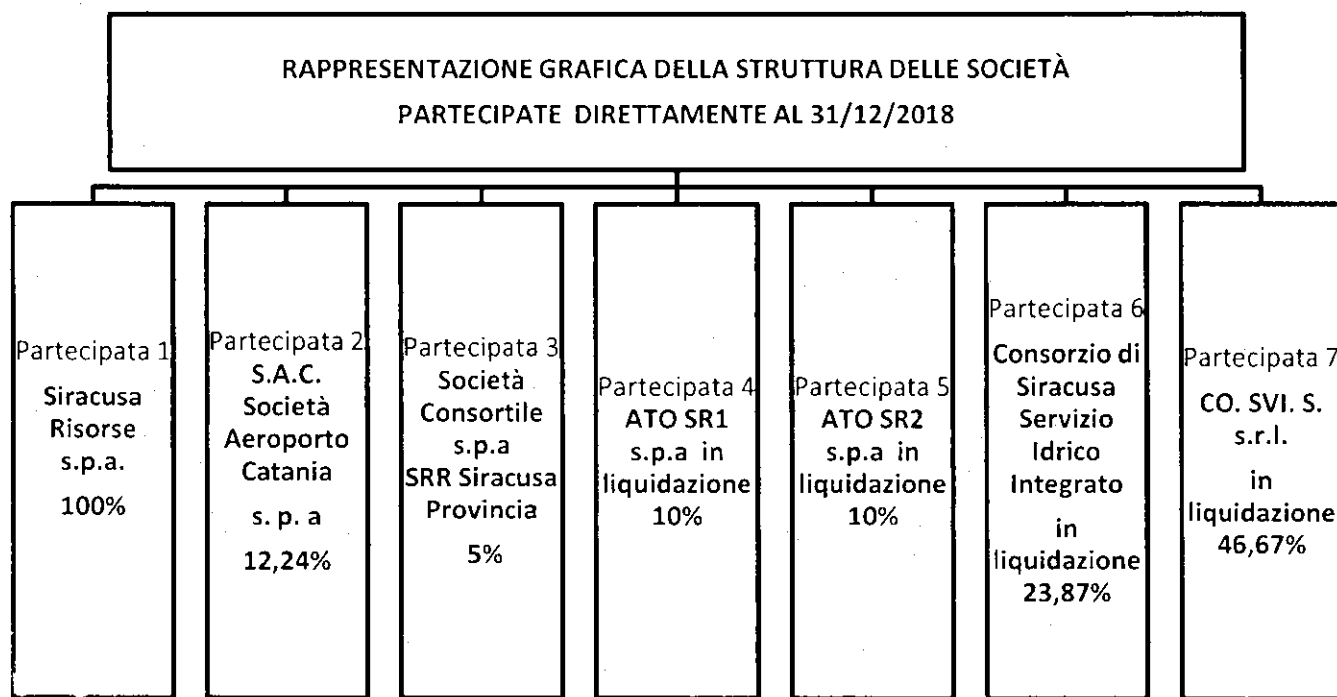 RAPPRESENTAZIONE GRAFICA DELLA STRUTTURA DELLE SOCIETÀ
PARTECIPATE DIRETTAMENTE AL 31/12/2018
Partecipata 1
Siracusa
Risorse
s.p.a.
100%
Partecipata 2
S.A.C.
Società
Aeroporto
Catania
s. p. a
12,24%
Partecipata 3
Società
Consortile
s.p.a
SRR Siracusa
Provincia
5%
Partecipata 4
ATO SR1
s.p.a in
liquidazione
10%
Partecipata 5
ATO SR2
s.p.a in
liquidazione
10%
Partecipata 6
Consorzio di
Siracusa
Servizio
Idrico
Integrato
in
liquidazione
23,87%
Partecipata 7
CO. SVI. S.
s.r.l.
in
liquidazione
46,67%